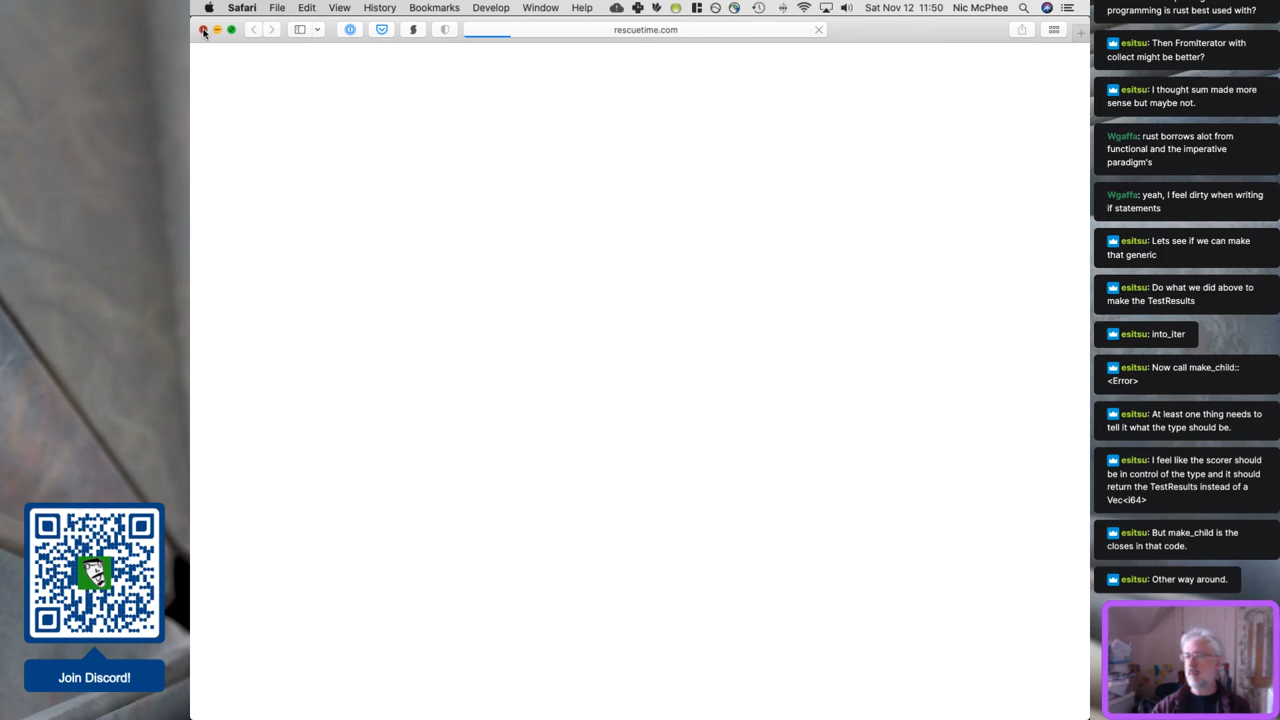 Safari File Edit View History Bookmarks Develop Window Help Sat Nov 12 11:50 Nic McPhee
rescuetime.com
programming is rust best used with?
esitsu: Then FromIterator with
collect might be better?
esitsu: I thought sum made more
sense but maybe not.
Wgaffa: rust borrows alot from
functional and the imperative
paradigm's
Wgaffa: yeah, I feel dirty when writing
if statements
esitsu: Lets see if we can make
that generic
esitsu: Do what we did above to
make the TestResults
esitsu: into_iter
esitsu: Now call make_child::
<Error>
esitsu: At least one thing needs to
tell it what the type should be.
esitsu: I feel like the scorer should
be in control of the type and it should
return the TestResults instead of a
Vec<i64>
esitsu: But make_child is the
closes in that code.
esitsu: Other way around.
Join Discord!